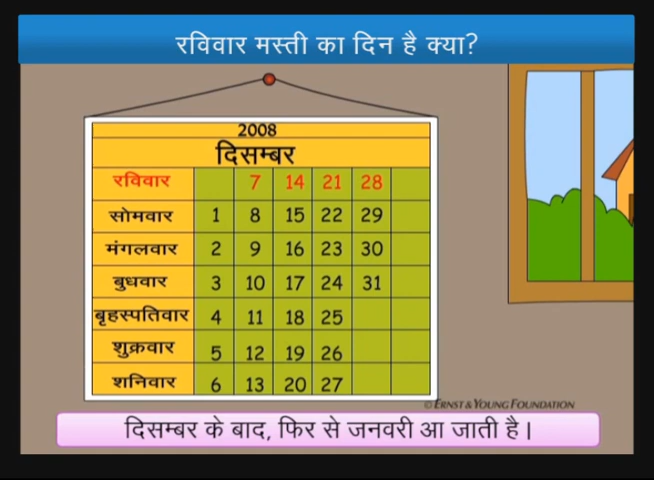 रविवार मस्ती का दिन है क्या?
2008
दिसम्बर
रविवार 7 14 21 28
सोमवार 1 8 15 22 29
मंगलवार 2 9 16 23 30
बुधवार 3 10 17 24 31
बृहस्पतिवार 4 11 18 25
शुक्रवार 5 12 19 26
शनिवार 6 13 20 27
© ERNST & YOUNG FOUNDATION
दिसम्बर के बाद, फिर से जनवरी आ जाती है।